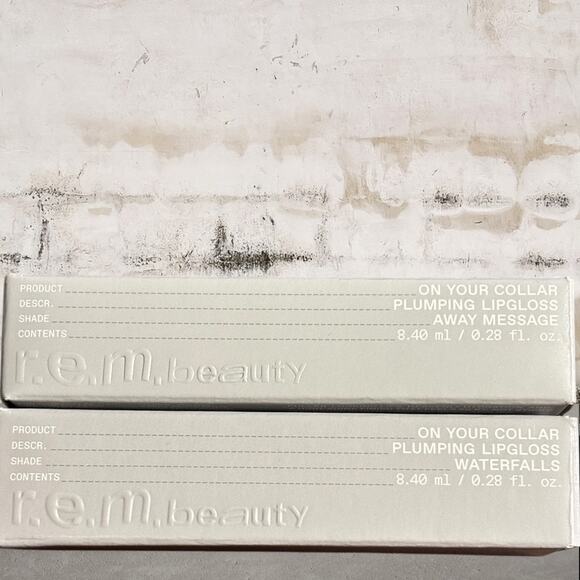 PRODUCT ON YOUR COLLAR
DESCR. PLUMPING LIPGLOSS
SHADE AWAY MESSAGE
CONTENTS 8.40 ml / 0.28 fl. oz.
r.e.m.beauty
PRODUCT ON YOUR COLLAR
DESCR. PLUMPING LIPGLOSS
SHADE WATERFALLS
CONTENTS 8.40 ml / 0.28 fl. oz.
r.e.m.beauty